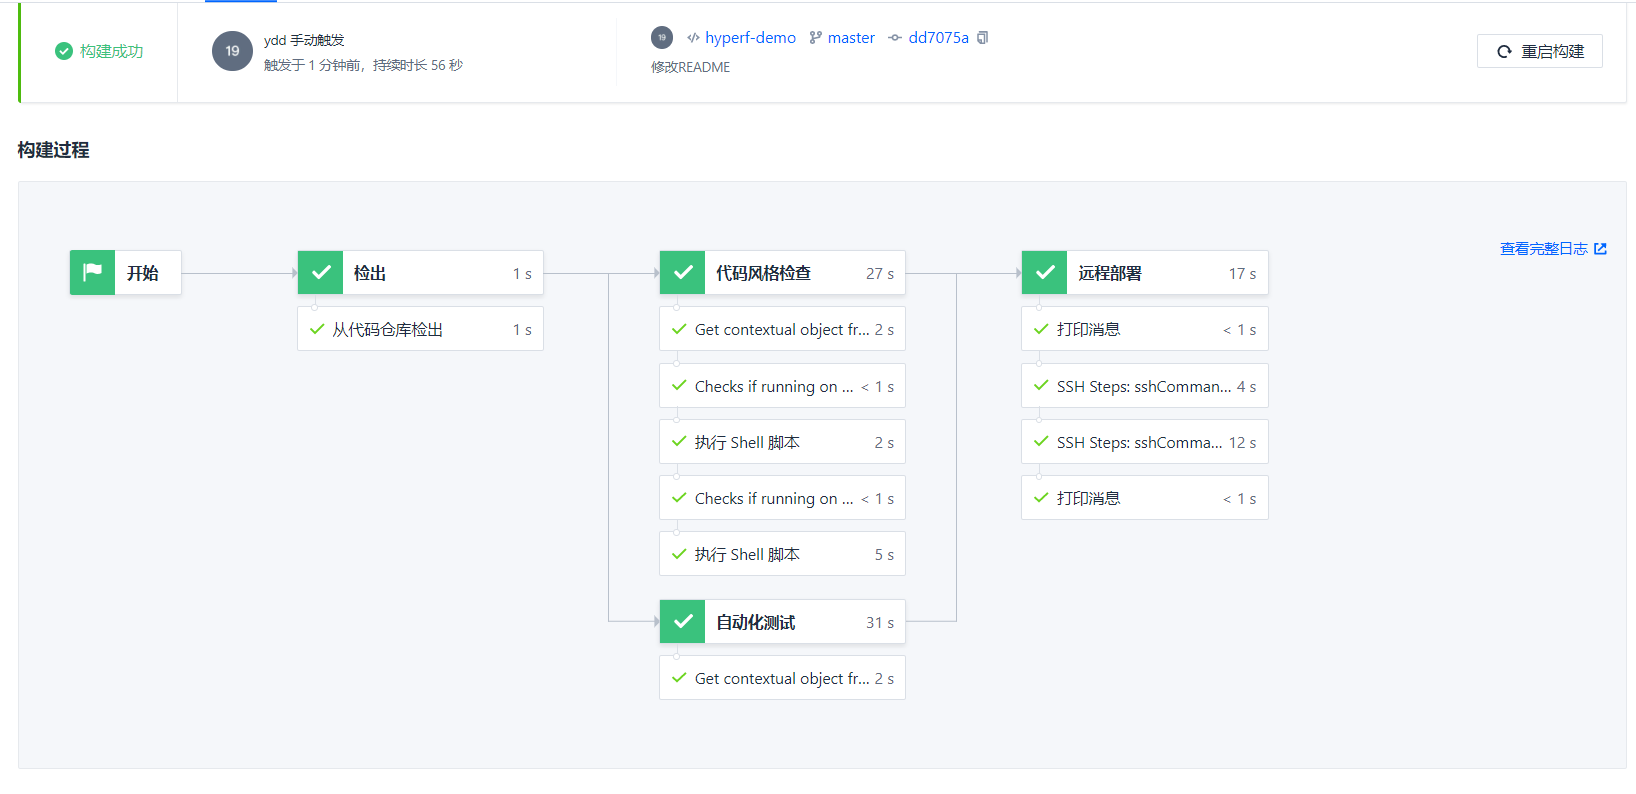 构建成功
19
ydd 手动触发
触发于 1 分钟前，持续时长 56 秒
19 hyperf-demo master dd7075a
修改README
重启构建
构建过程
查看完整日志
开始
检出 1 s
从代码仓库检出 1 s
代码风格检查 27 s
Get contextual object fr... 2 s
Checks if running on ... < 1 s
执行 Shell 脚本 2 s
Checks if running on ... < 1 s
执行 Shell 脚本 5 s
自动化测试 31 s
Get contextual object fr... 2 s
远程部署 17 s
打印消息 < 1 s
SSH Steps: sshComman... 4 s
SSH Steps: sshComma... 12 s
打印消息 < 1 s